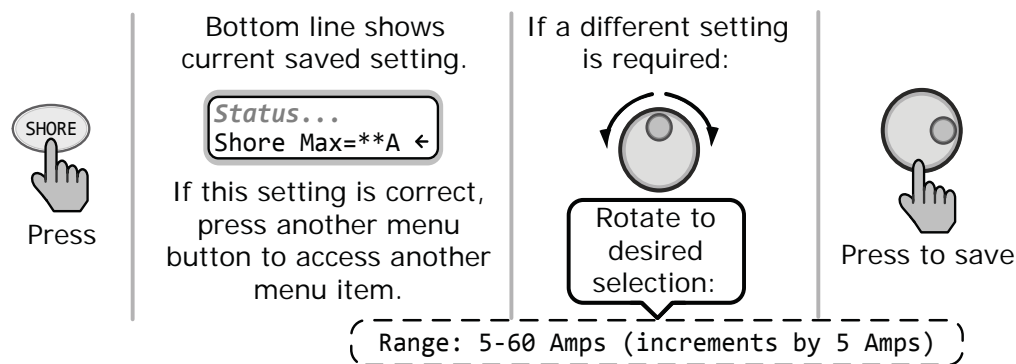 SHORE
Press
Bottom line shows
current saved setting.
Status...
Shore Max=**A ←
If this setting is correct,
press another menu
button to access another
menu item.
If a different setting
is required:
Rotate to
desired
selection:
Press to save
Range: 5-60 Amps (increments by 5 Amps)